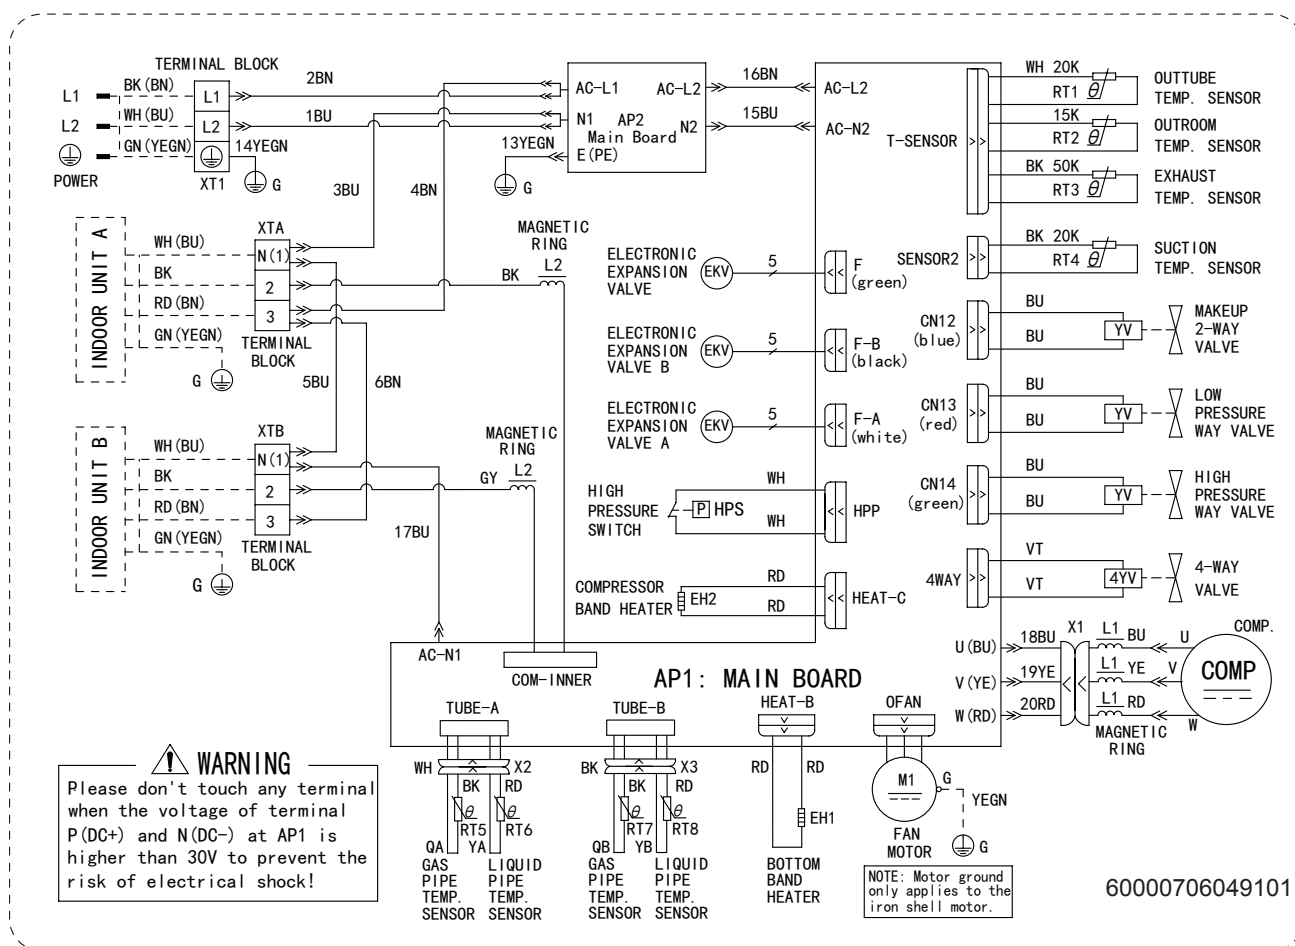 TERMINAL BLOCK
L1
BK(BN)
L1
2BN
L2
WH(BU)
L2
1BU
GN(YEGN)
14YEGN
G
POWER
XT1
AC-L1
AC-L2
N1
AP2
Main Board
N2
E(PE)
13YEGN
G
16BN
15BU
AC-L2
AC-N2
T-SENSOR
WH 20K
RT1
θ
OUTTUBE
TEMP. SENSOR
15K
RT2
θ
OUTROOM
TEMP. SENSOR
BK 50K
RT3
θ
EXHAUST
TEMP. SENSOR
SENSOR2
BK 20K
RT4
θ
SUCTION
TEMP. SENSOR
3BU
4BN
INDOOR UNIT A
XTA
WH(BU)
N(1)
BK
2
RD(BN)
3
GN(YEGN)
TERMINAL
BLOCK
G
MAGNETIC
RING
BK
L2
5BU
6BN
INDOOR UNIT B
XTB
WH(BU)
N(1)
BK
2
RD(BN)
3
GN(YEGN)
TERMINAL
BLOCK
G
MAGNETIC
RING
GY
L2
17BU
ELECTRONIC
EXPANSION
VALVE
EKV
5
F
(green)
ELECTRONIC
EXPANSION
VALVE B
EKV
5
F-B
(black)
ELECTRONIC
EXPANSION
VALVE A
EKV
5
F-A
(white)
HIGH
PRESSURE
SWITCH
P
HPS
WH
WH
HPP
COMPRESSOR
BAND HEATER
EH2
RD
RD
HEAT-C
CN12
(blue)
BU
BU
YV
MAKEUP
2-WAY
VALVE
CN13
(red)
BU
BU
YV
LOW
PRESSURE
WAY VALVE
CN14
(green)
BU
BU
YV
HIGH
PRESSURE
WAY VALVE
4WAY
VT
VT
4YV
4-WAY
VALVE
U(BU)
18BU
X1
L1
BU
U
COMP.
V(YE)
19YE
L1
YE
V
COMP
W(RD)
20RD
L1
RD
W
MAGNETIC
RING
AC-N1
COM-INNER
AP1: MAIN BOARD
TUBE-A
WH
X2
BK
RD
θ
RT5
θ
RT6
QA
YA
GAS
PIPE
TEMP.
SENSOR
LIQUID
PIPE
TEMP.
SENSOR
TUBE-B
BK
X3
BK
RD
θ
RT7
θ
RT8
QB
YB
GAS
PIPE
TEMP.
SENSOR
LIQUID
PIPE
TEMP.
SENSOR
HEAT-B
RD
RD
EH1
BOTTOM
BAND
HEATER
OFAN
M1
G
YEGN
FAN
MOTOR
G
NOTE: Motor ground
only applies to the
iron shell motor.
WARNING
Please don't touch any terminal
when the voltage of terminal
P(DC+) and N(DC-) at AP1 is
higher than 30V to prevent the
risk of electrical shock!
60000706049101